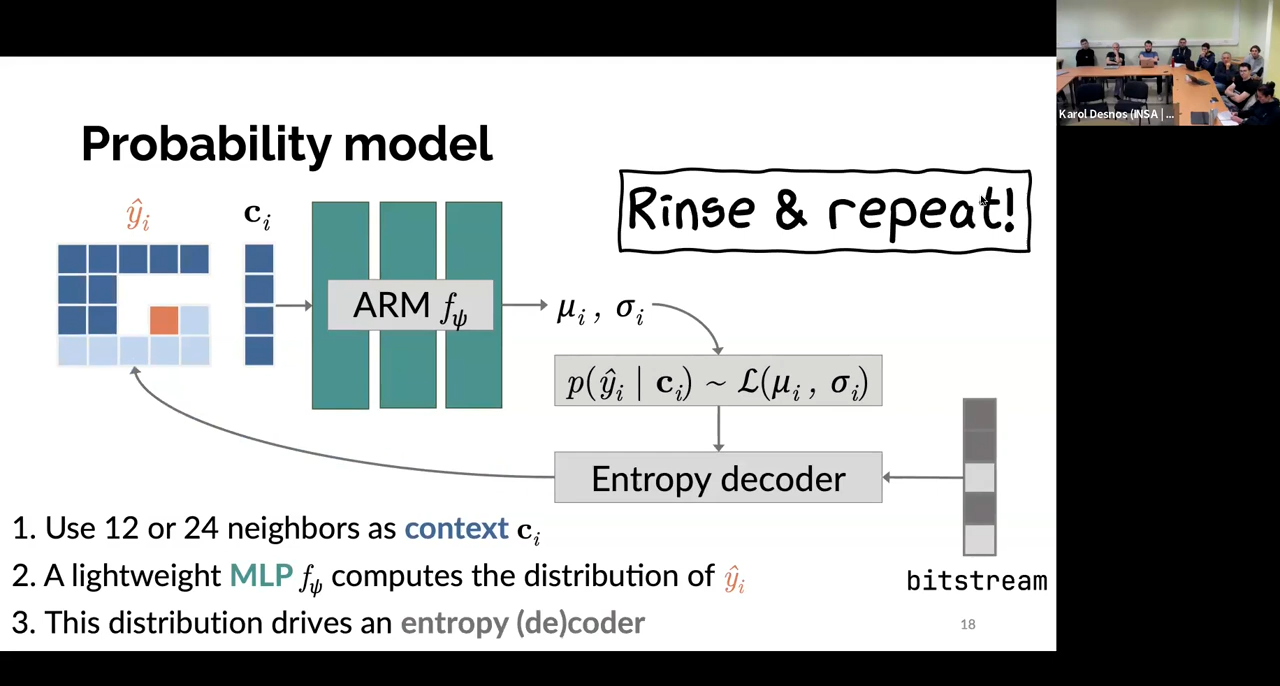 Probability model
Rinse & repeat!
ŷᵢ
cᵢ
ARM f_ψ
μᵢ , σᵢ
p(ŷᵢ | cᵢ) ~ ℒ(μᵢ , σᵢ)
Entropy decoder
bitstream
1. Use 12 or 24 neighbors as context cᵢ
2. A lightweight MLP f_ψ computes the distribution of ŷᵢ
3. This distribution drives an entropy (de)coder
18
Karol Desnos (INSA | ...